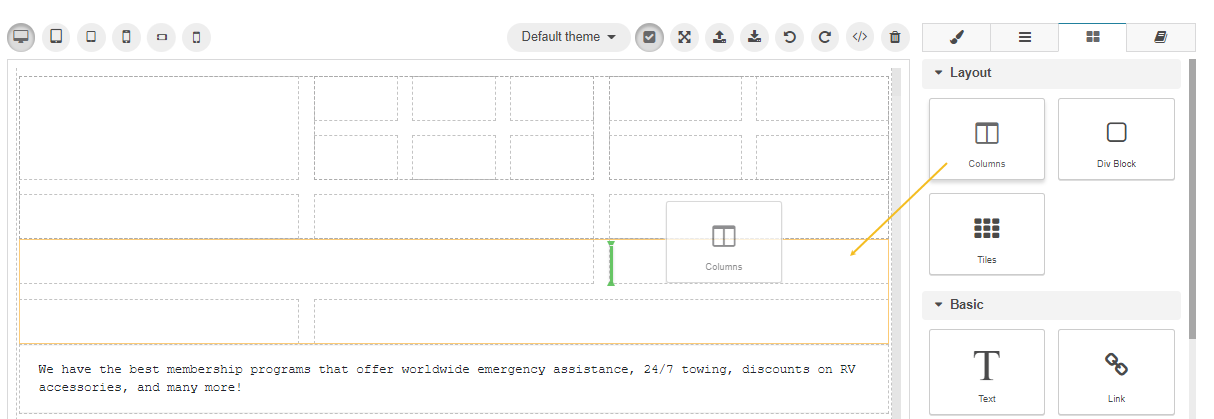 Default theme
</>
Layout
Columns
Div Block
Columns
Tiles
Basic
We have the best membership programs that offer worldwide emergency assistance, 24/7 towing, discounts on RV
accessories, and many more!
T
Text
Link